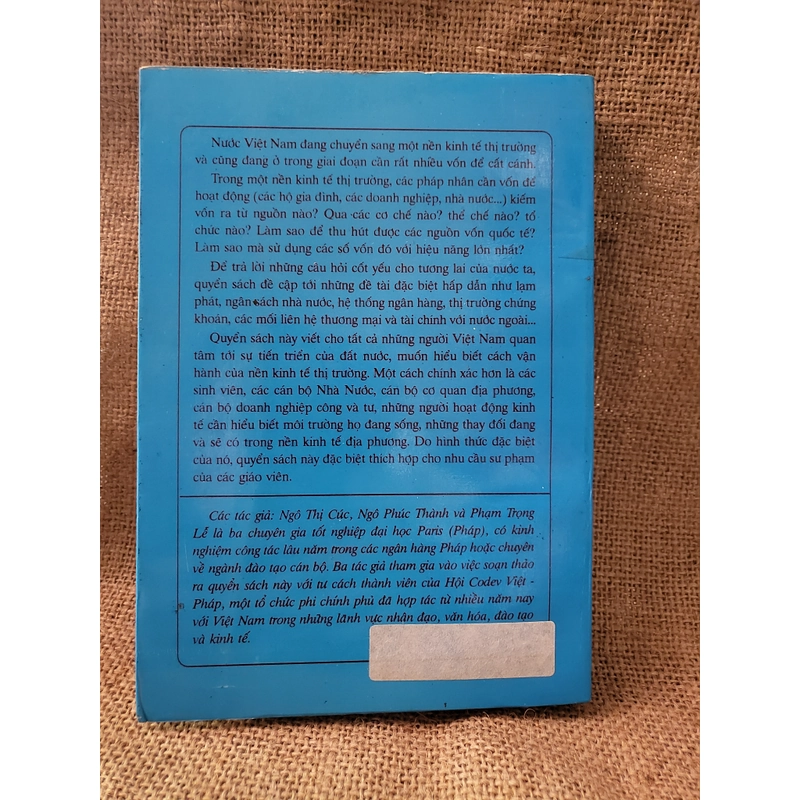 Nước Việt Nam đang chuyển sang một nền kinh tế thị trường
và cũng đang ở trong giai đoạn cần rất nhiều vốn để cất cánh.
Trong một nền kinh tế thị trường, các pháp nhân cần vốn để
hoạt động (các hộ gia đình, các doanh nghiệp, nhà nước...) kiếm
vốn ra từ nguồn nào? Qua các cơ chế nào? thể chế nào? tổ
chức nào? Làm sao để thu hút được các nguồn vốn quốc tế?
Làm sao mà sử dụng các số vốn đó với hiệu năng lớn nhất?
Để trả lời những câu hỏi cốt yếu cho tương lai của nước ta,
quyển sách đề cập tới những đề tài đặc biệt hấp dẫn như lạm
phát, ngân sách nhà nước, hệ thống ngân hàng, thị trường chứng
khoán, các mối liên hệ thương mại và tài chính với nước ngoài...
Quyển sách này viết cho tất cả những người Việt Nam quan
tâm tới sự tiến triển của đất nước, muốn hiểu biết cách vận
hành của nền kinh tế thị trường. Một cách chính xác hơn là các
sinh viên, các cán bộ Nhà Nước, cán bộ cơ quan địa phương,
cán bộ doanh nghiệp công và tư, những người hoạt động kinh
tế cần hiểu biết môi trường họ đang sống, những thay đổi đang
và sẽ có trong nền kinh tế địa phương. Do hình thức đặc biệt
của nó, quyển sách này đặc biệt thích hợp cho nhu cầu sư phạm
của các giáo viên.
Các tác giả: Ngô Thị Cúc, Ngô Phúc Thành và Phạm Trọng
Lễ là ba chuyên gia tốt nghiệp đại học Paris (Pháp), có kinh
nghiệm công tác lâu năm trong các ngân hàng Pháp hoặc chuyên
về ngành đào tạo cán bộ. Ba tác giả tham gia vào việc soạn thảo
ra quyển sách này với tư cách thành viên của Hội Codev Việt -
Pháp, một tổ chức phi chính phủ đã hợp tác từ nhiều năm nay
với Việt Nam trong những lãnh vực nhân đạo, văn hóa, đào tạo
và kinh tế.